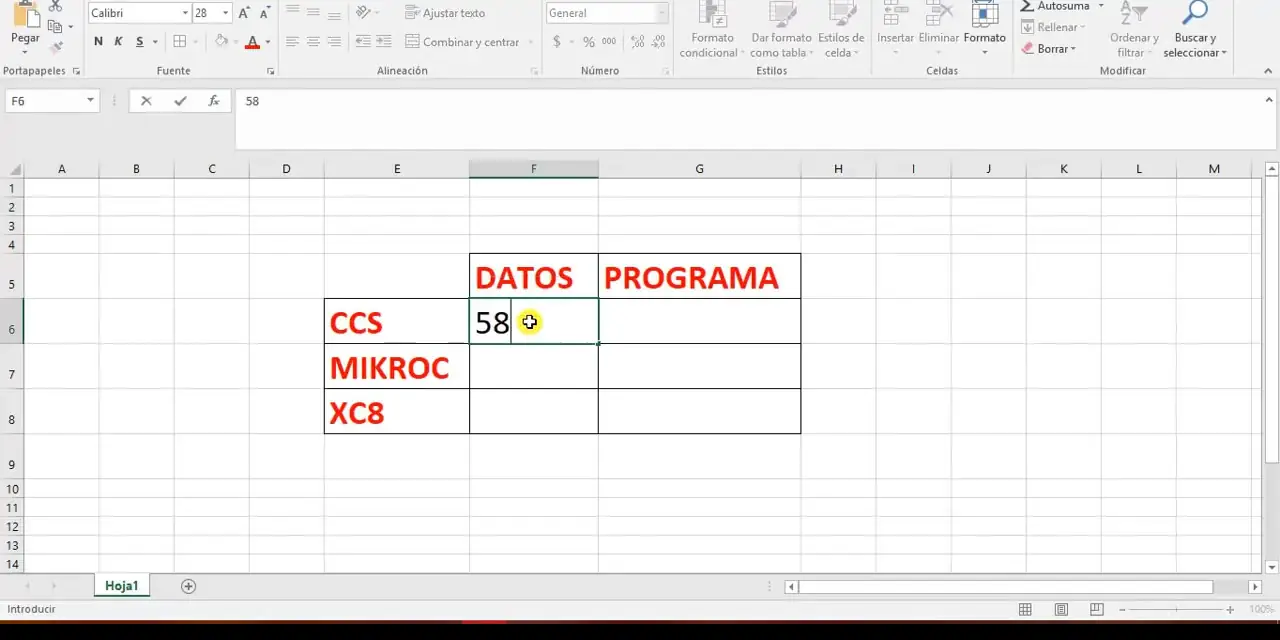 Calibri 28 A A Ajustar texto General Autosuma
Pegar N K S A Combinar y centrar $ % 000 Formato condicional Dar formato como tabla Estilos de celda Insertar Eliminar Formato Rellenar Borrar Ordenar y filtrar Buscar y seleccionar
Portapapeles Fuente Alineación Número Estilos Celdas Modificar
F6 fx 58
A B C D E F G H I J K L M
1
2
3
4
5 DATOS PROGRAMA
6 CCS 58
7 MIKROC
8 XC8
9
10
11
12
13
14
Hoja1
Introducir 100%